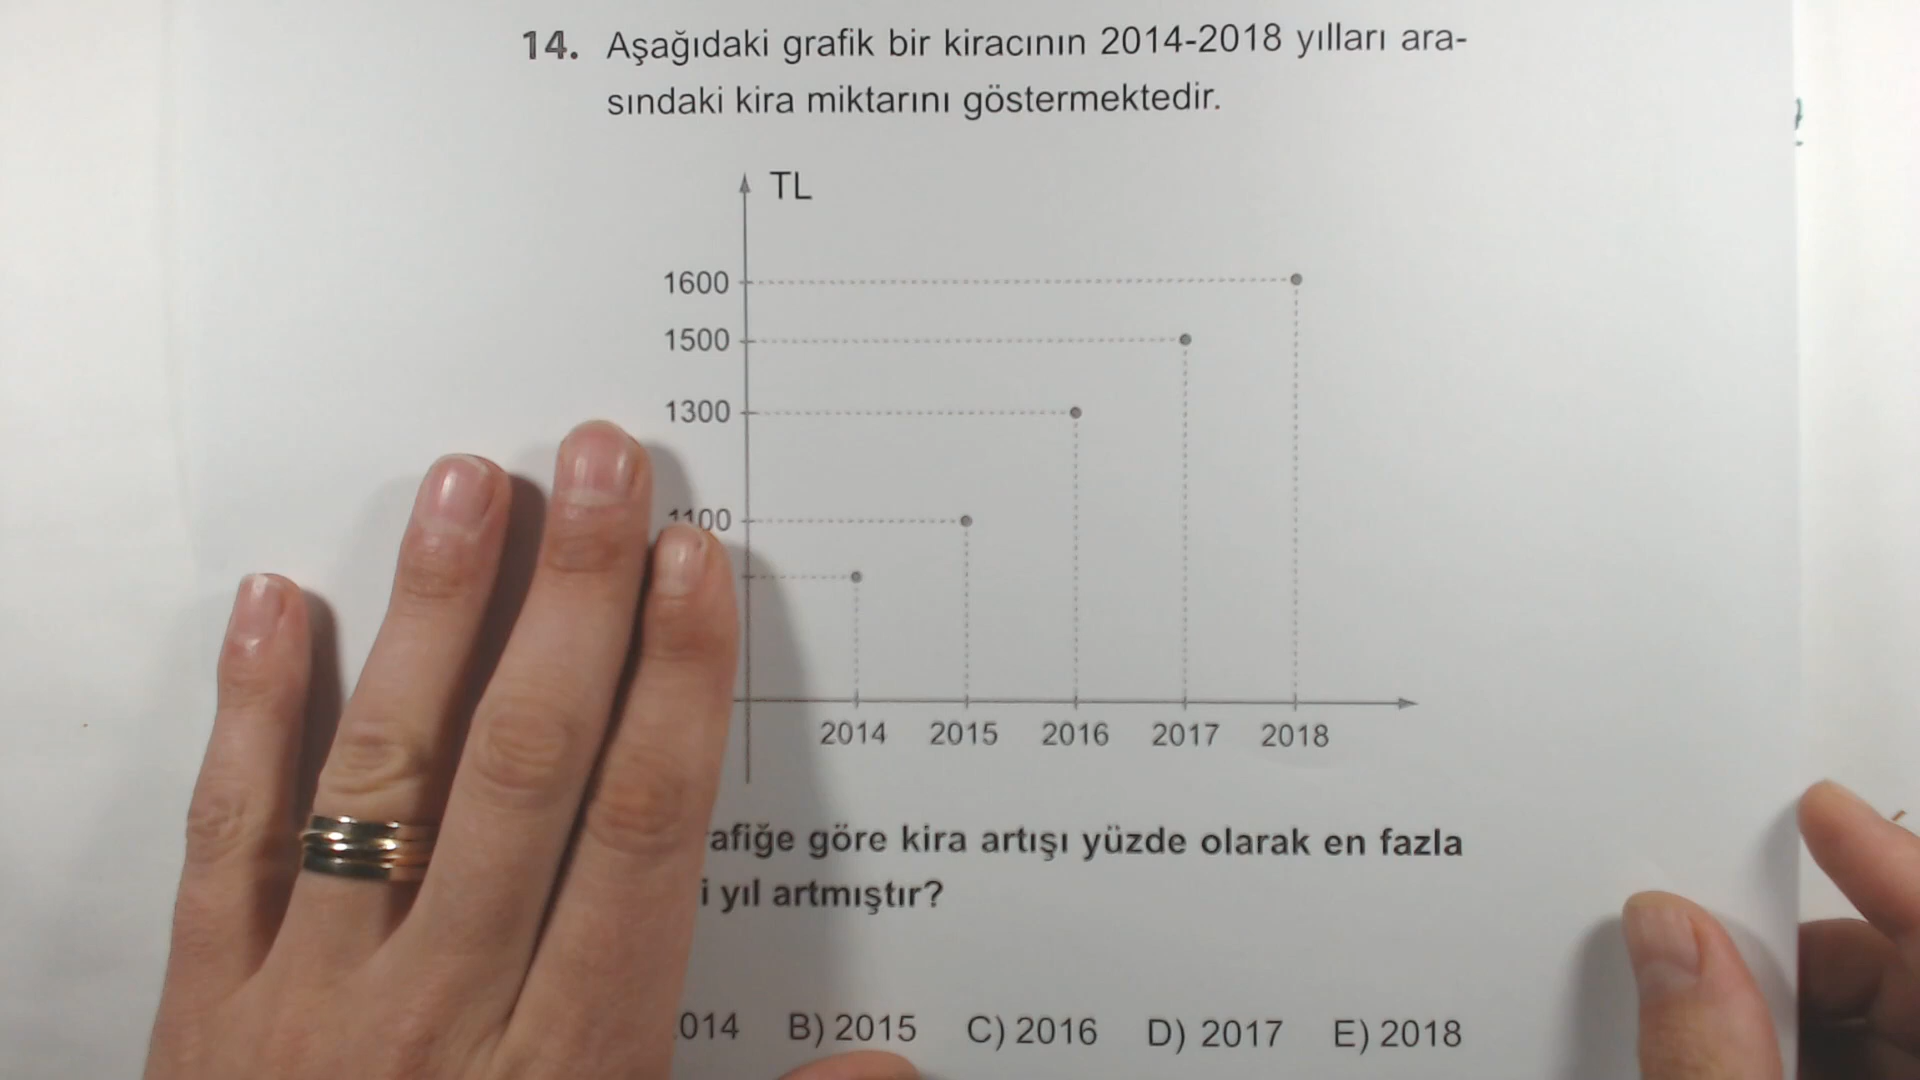 14. Aşağıdaki grafik bir kiracının 2014-2018 yılları ara-
sındaki kira miktarını göstermektedir.
TL
1600
1500
1300
1100
2014 2015 2016 2017 2018
afiğe göre kira artışı yüzde olarak en fazla
i yıl artmıştır?
014 B) 2015 C) 2016 D) 2017 E) 2018